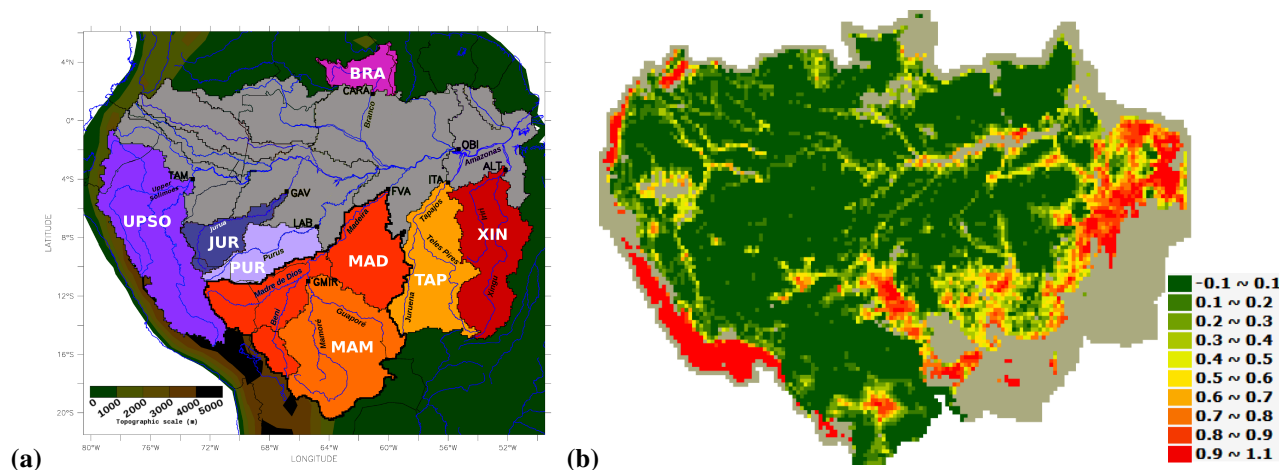 4°N
0°
4°S
8°S
12°S
16°S
20°S
LATITUDE
80°W
76°W
72°W
68°W
64°W
60°W
56°W
52°W
LONGITUDE
BRA
CARA
Branco
OBI
Amazonas
ALT
TAM
Upper
Solimoes
GAV
FVA
ITA
UPSO
Jurua
JUR
LAB
Madeira
Tapajos
Iriri
XIN
Purus
PUR
MAD
Teles Pires
TAP
Madre de Dios
GMIR
Xingu
Beni
Guaporé
Juruena
Mamore
MAM
0
1000
2000
3000
4000
5000
Topographic scale (m)
(a)
(b)
-0.1 ~ 0.1
0.1 ~ 0.2
0.2 ~ 0.3
0.3 ~ 0.4
0.4 ~ 0.5
0.5 ~ 0.6
0.6 ~ 0.7
0.7 ~ 0.8
0.8 ~ 0.9
0.9 ~ 1.1